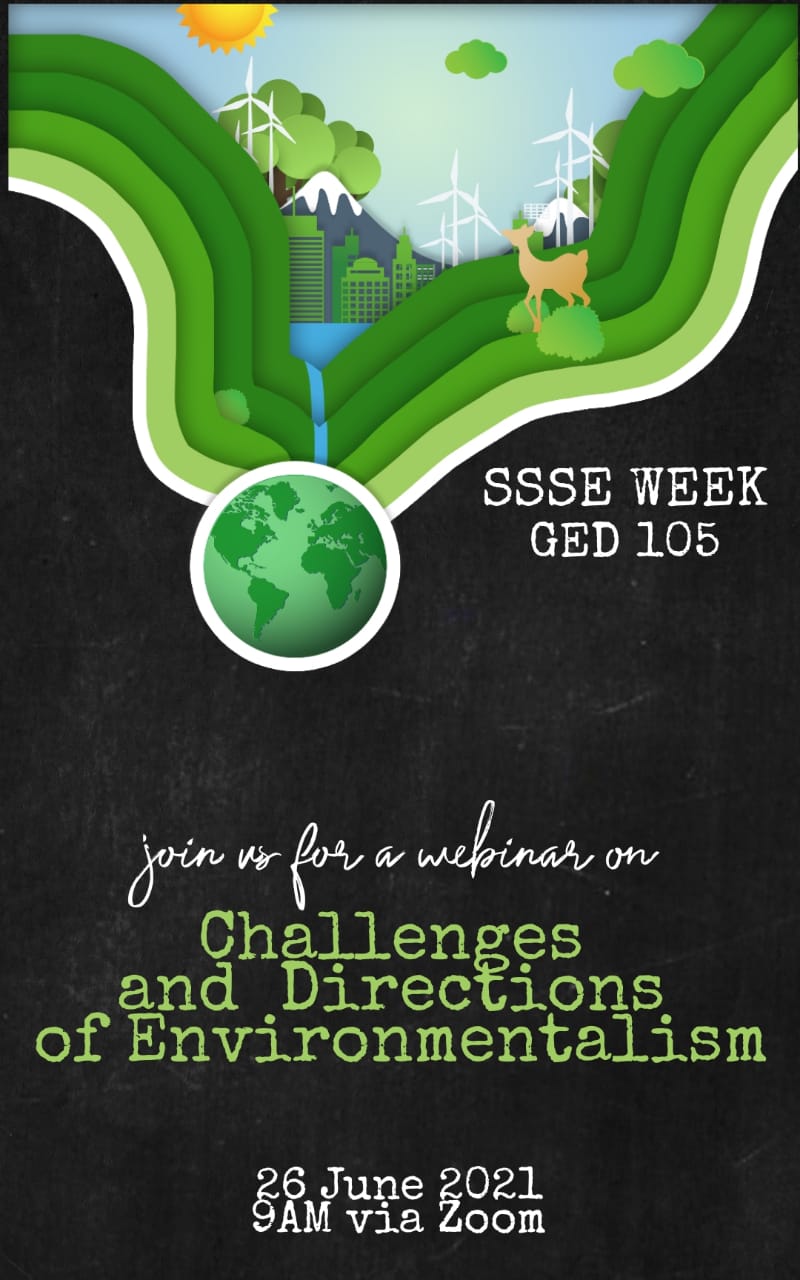 SSSE WEEK
GED 105
join us for a webinar on
Challenges
and Directions
of Environmentalism
26 June 2021
9AM via Zoom